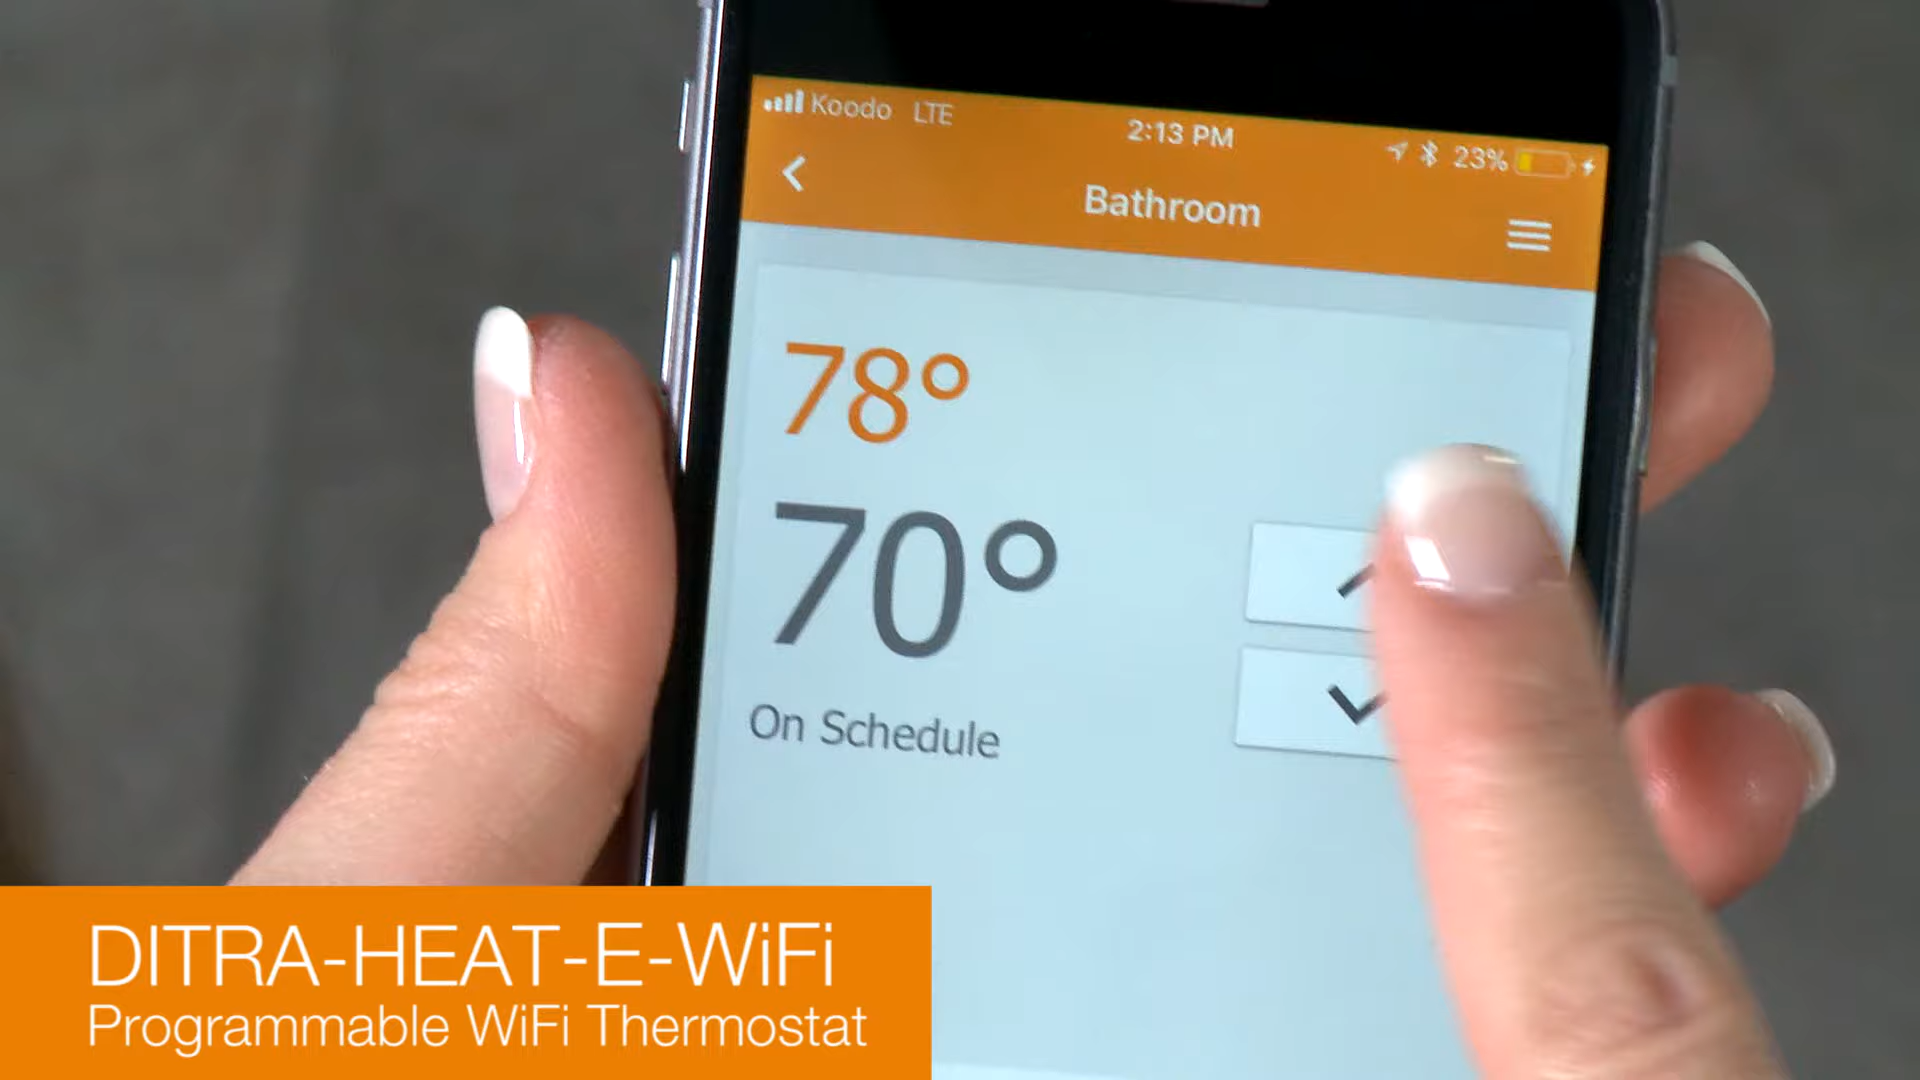 Koodo LTE 2:13 PM 23%
Bathroom
78°
70°
On Schedule
DITRA-HEAT-E-WiFi
Programmable WiFi Thermostat